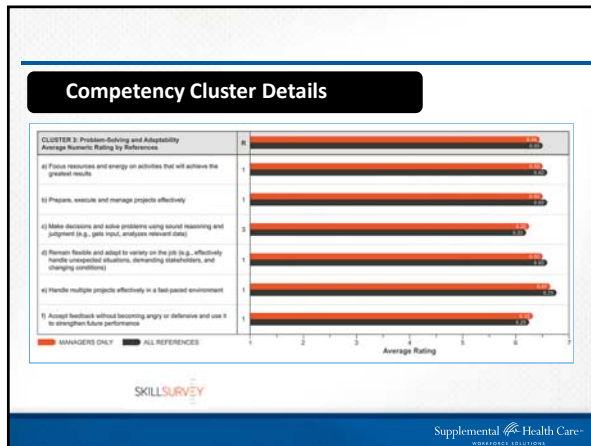 Competency Cluster Details
CLUSTER 3: Problem-Solving and Adaptability
Average Numeric Rating by References
R
a) Focus resources and energy on activities that will achieve the
greatest results
1
b) Prepare, execute and manage projects effectively
1
c) Make decisions and solve problems using sound reasoning and
judgment (e.g., gets input, analyzes relevant data)
3
d) Remain flexible and adapt to variety on the job (e.g., effectively
handle unexpected situations, demanding stakeholders, and
changing conditions)
1
e) Handle multiple projects effectively in a fast-paced environment
1
f) Accept feedback without becoming angry or defensive and use it
to strengthen future performance
1
MANAGERS ONLY ALL REFERENCES
1 2 3 4 5 6 7
Average Rating
SKILLSURVEY
Supplemental Health Care
WORKFORCE SOLUTIONS